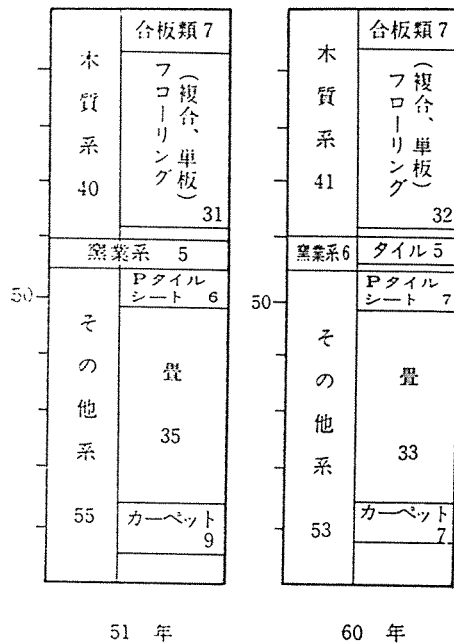 合板類 7
木質系 40
フローリング
(複合、単板)
31
窯業系 5
Pタイル
シート 6
50
その他系 55
畳
35
カーペット
9
51 年
合板類 7
木質系 41
フローリング
(複合、単板)
32
窯業系 6
タイル 5
Pタイル
シート 7
50
その他系 53
畳
33
カーペット
7
60 年